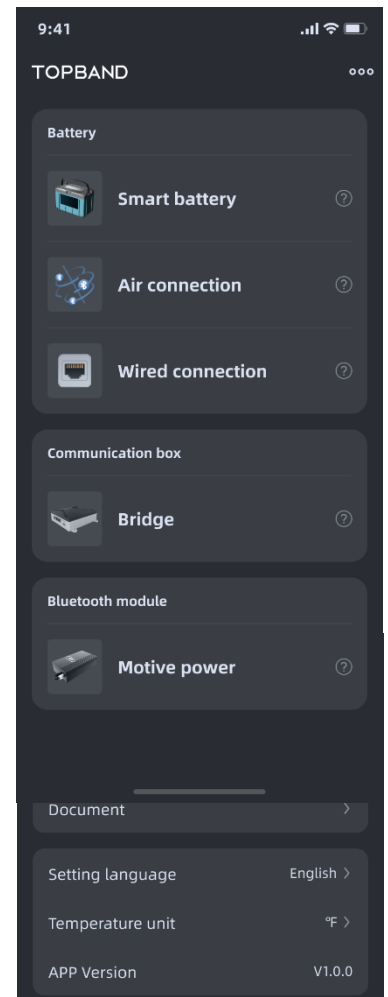 9:41
TOPBAND
Battery
Smart battery
Air connection
Wired connection
Communication box
Bridge
Bluetooth module
Motive power
Document
Setting language English
Temperature unit °F
APP Version V1.0.0